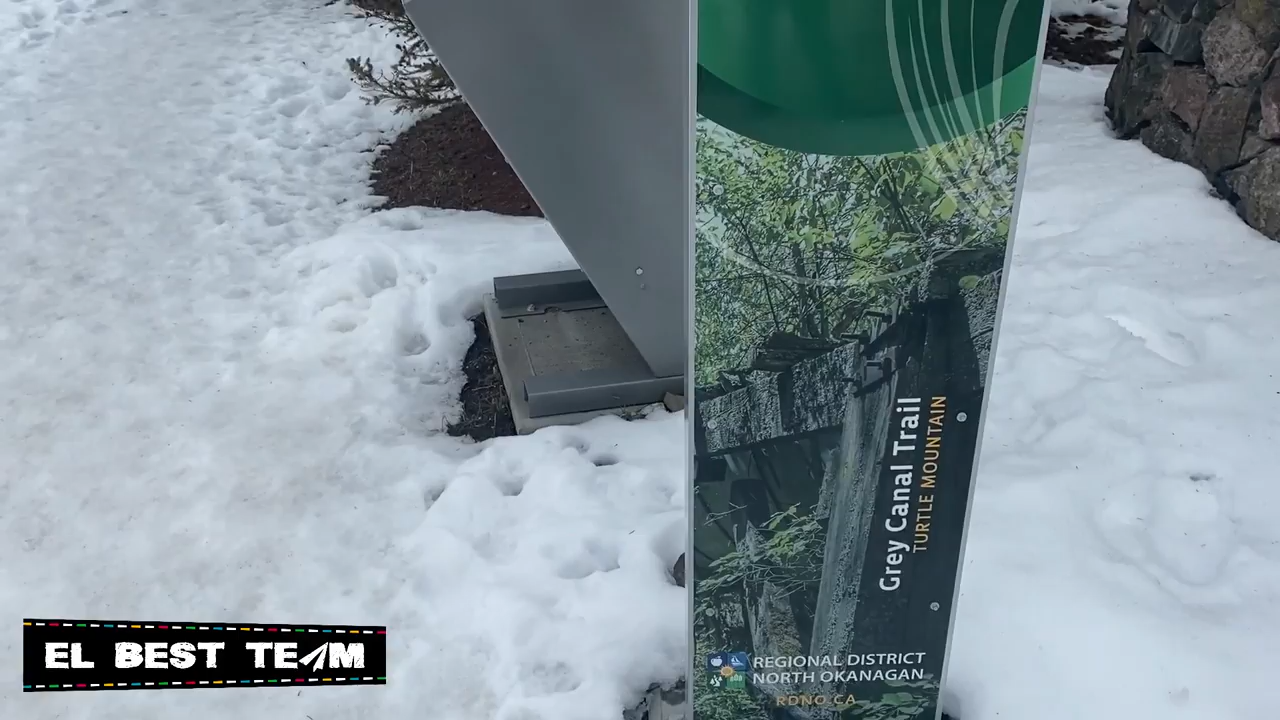 Grey Canal Trail
TURTLE MOUNTAIN
REGIONAL DISTRICT
NORTH OKANAGAN
RDNO.CA
EL BEST TEAM